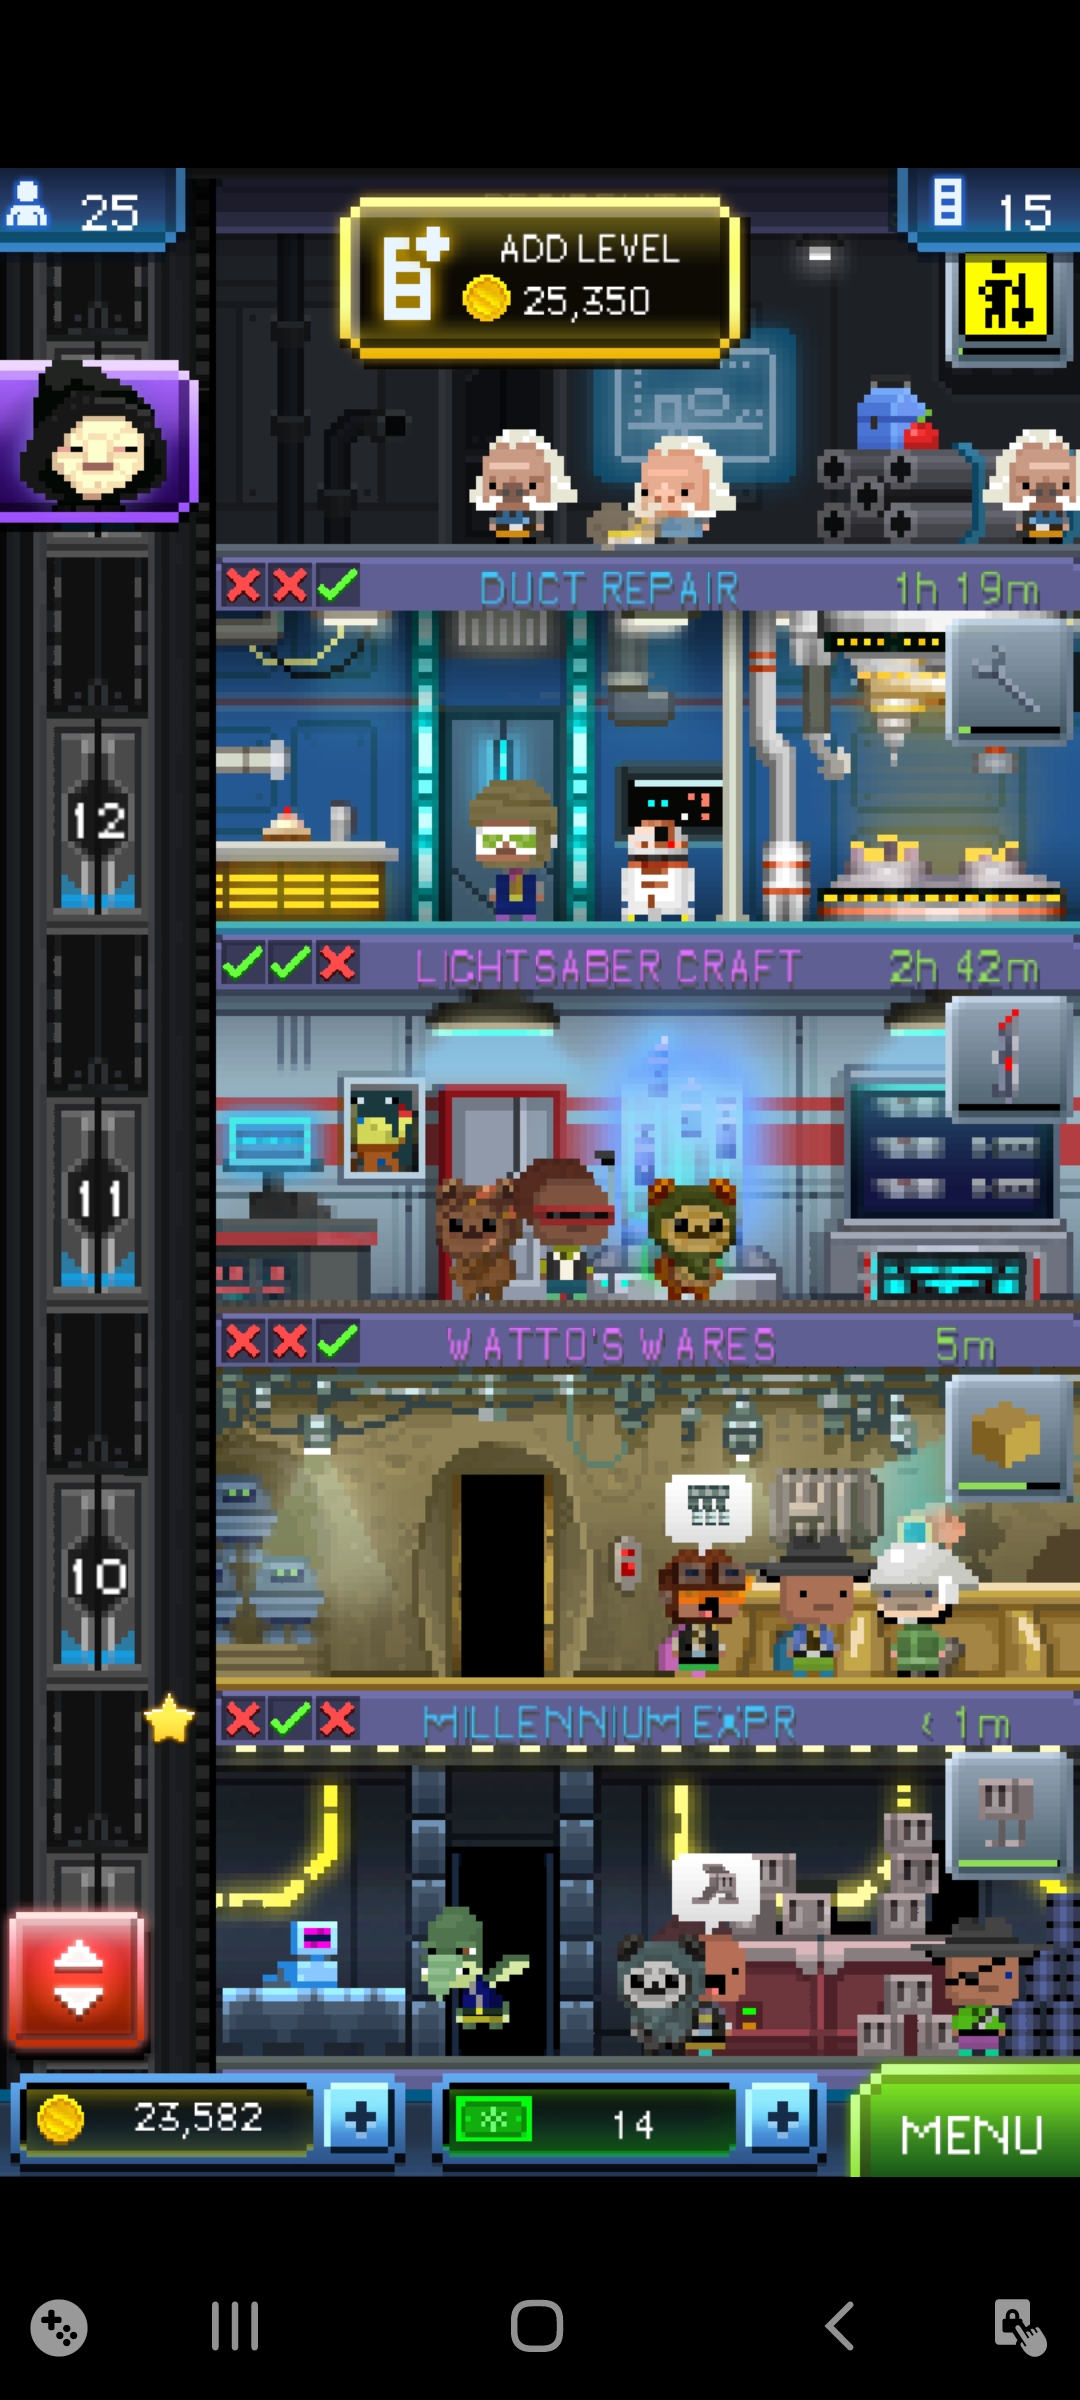 25
ADD LEVEL
25,350
15
DUCT REPAIR 1h 19m
12
LIGHTSABER CRAFT 2h 42m
11
WATTO'S WARES 5m
10
MILLENNIUM EXPR < 1m
23,582
14
MENU